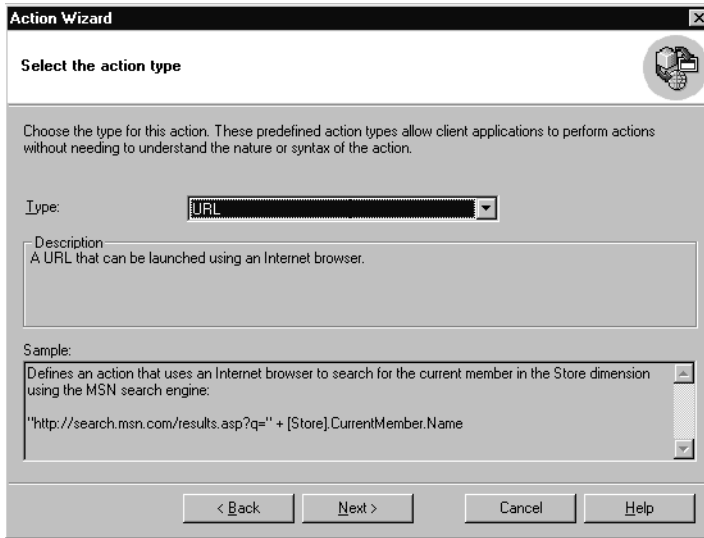 Action Wizard
Select the action type
Choose the type for this action. These predefined action types allow client applications to perform actions
without needing to understand the nature or syntax of the action.
Type:
URL
Description
A URL that can be launched using an Internet browser.
Sample:
Defines an action that uses an Internet browser to search for the current member in the Store dimension
using the MSN search engine:
"http://search.msn.com/results.asp?q=" + [Store].CurrentMember.Name
< Back Next > Cancel Help